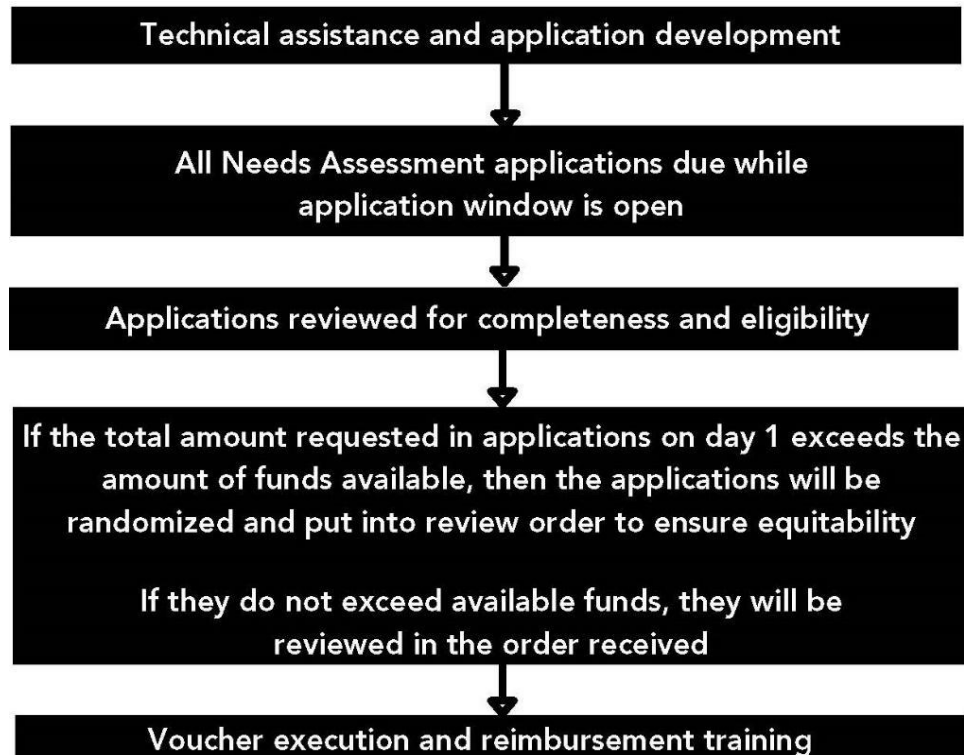 Technical assistance and application development
All Needs Assessment applications due while
application window is open
Applications reviewed for completeness and eligibility
If the total amount requested in applications on day 1 exceeds the
amount of funds available, then the applications will be
randomized and put into review order to ensure equitability
If they do not exceed available funds, they will be
reviewed in the order received
Voucher execution and reimbursement training